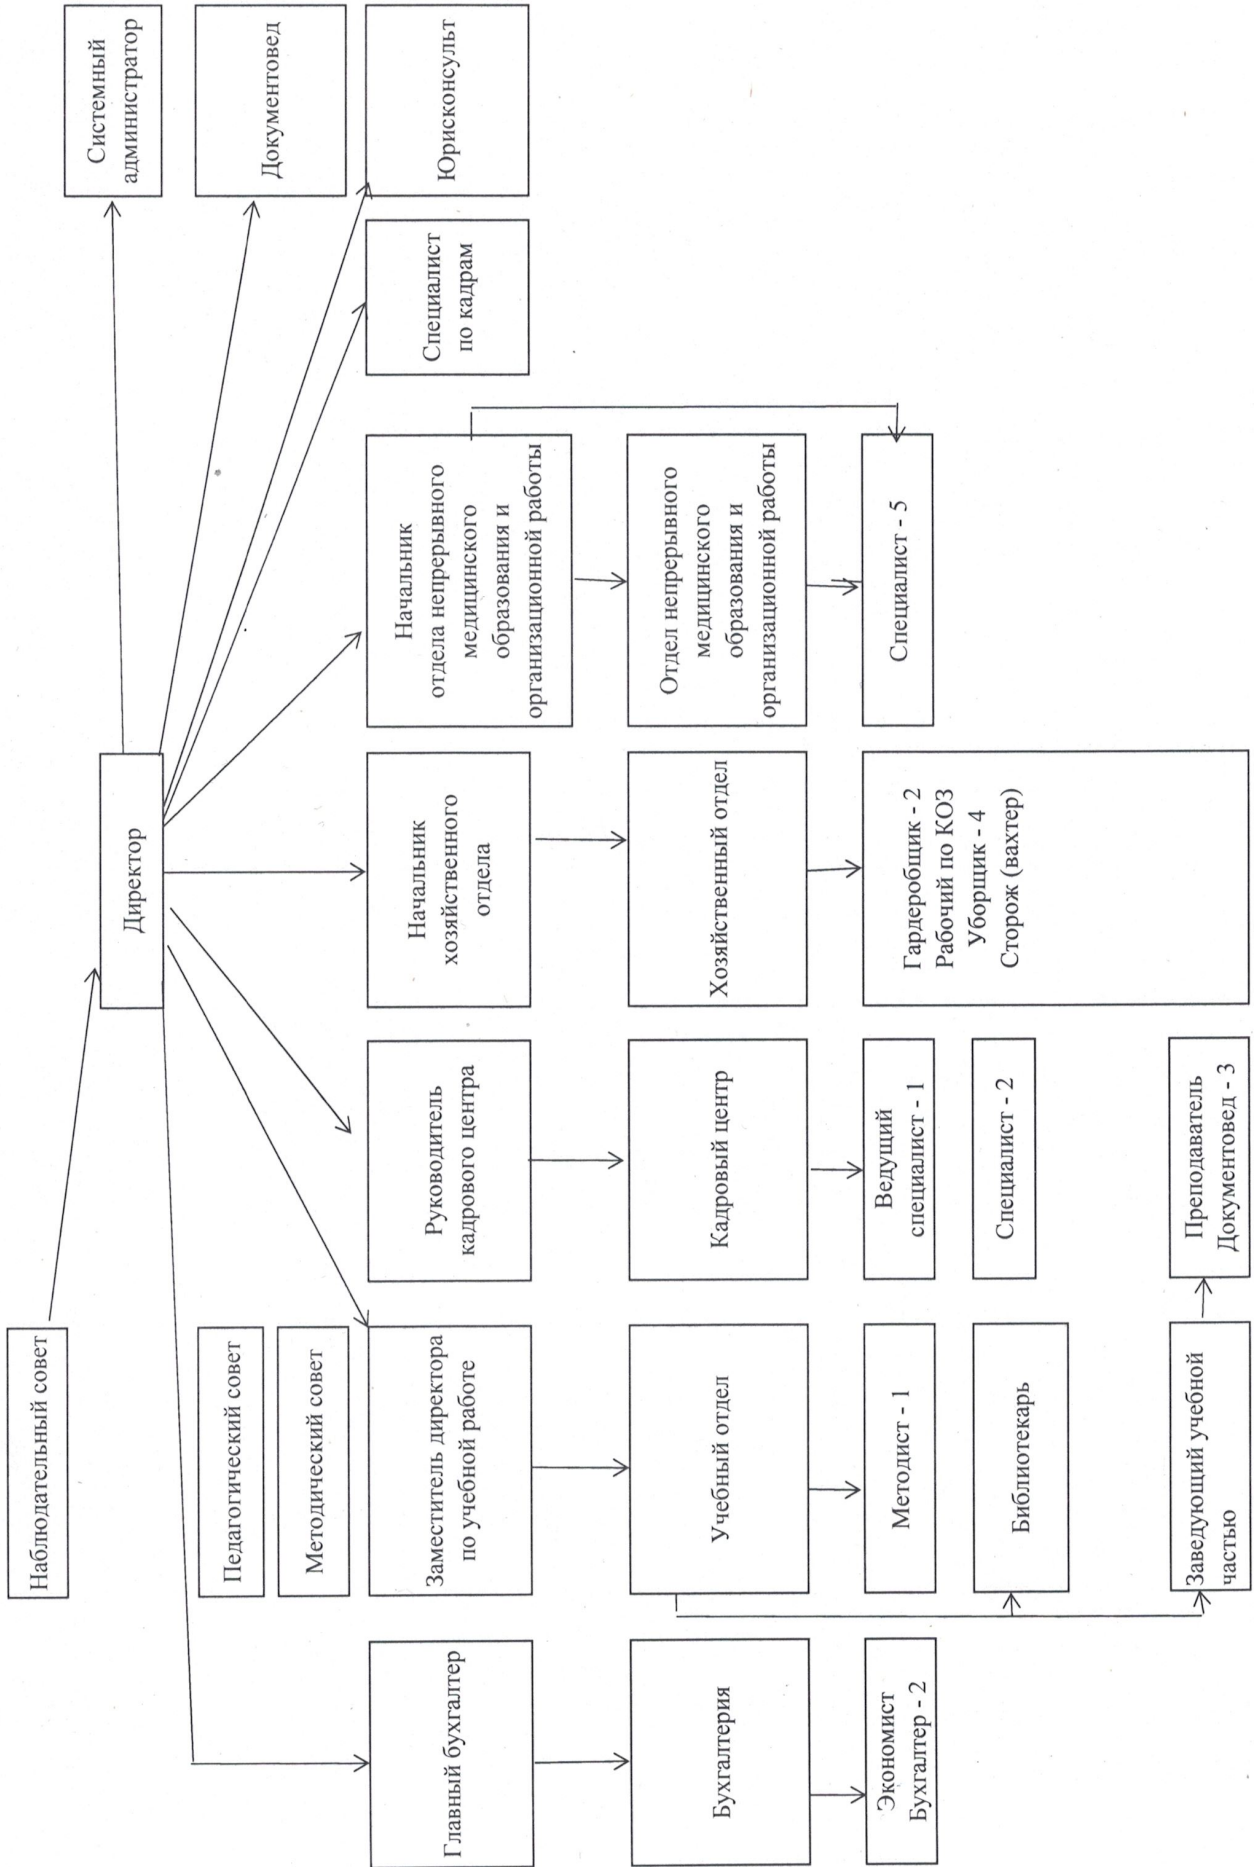 Наблюдательный совет
Директор
Системный
администратор
Педагогический совет
Документовед
Методический совет
Главный бухгалтер
Заместитель директора
по учебной работе
Руководитель
кадрового центра
Начальник
хозяйственного
отдела
Начальник
отдела непрерывного
медицинского
образования и
организационной работы
Специалист
по кадрам
Юрисконсульт
Бухгалтерия
Учебный отдел
Кадровый центр
Хозяйственный отдел
Отдел непрерывного
медицинского
образования и
организационной работы
Экономист
Бухгалтер - 2
Методист - 1
Ведущий
специалист - 1
Гардеробщик - 2
Рабочий по КОЗ
Уборщик - 4
Сторож (вахтер)
Специалист - 5
Библиотекарь
Специалист - 2
Заведующий учебной
частью
Преподаватель
Документовед - 3